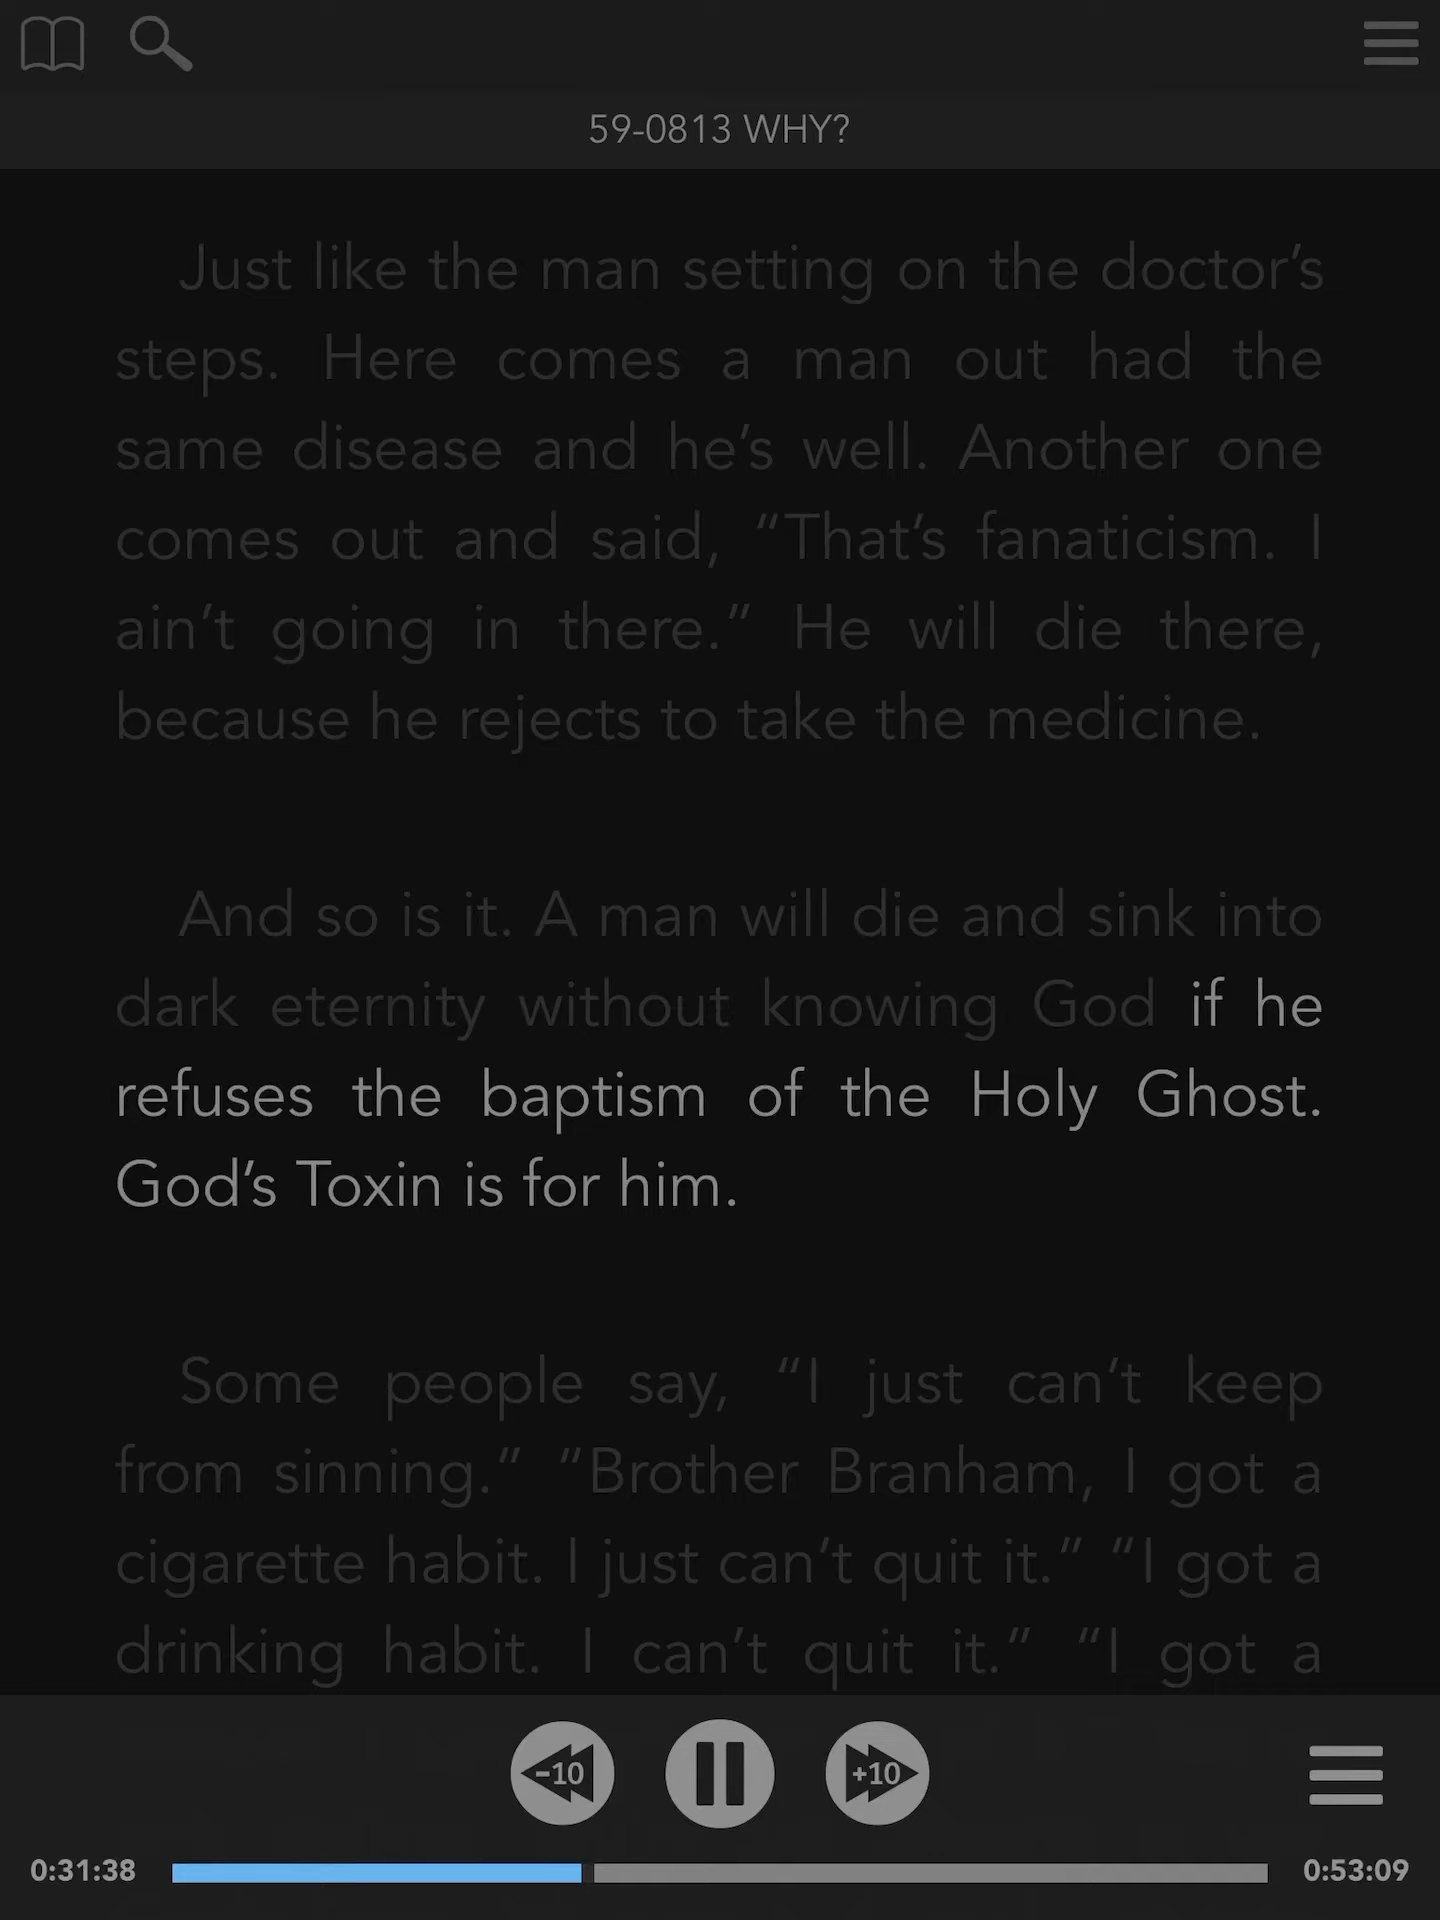 59-0813 WHY?
Just like the man setting on the doctor’s
steps. Here comes a man out had the
same disease and he’s well. Another one
comes out and said, “That’s fanaticism. I
ain’t going in there.” He will die there,
because he rejects to take the medicine.
And so is it. A man will die and sink into
dark eternity without knowing God if he
refuses the baptism of the Holy Ghost.
God’s Toxin is for him.
Some people say, “I just can’t keep
from sinning.” “Brother Branham, I got a
cigarette habit. I just can’t quit it.” “I got a
drinking habit. I can’t quit it.” “I got a
-10 +10
0:31:38 0:53:09